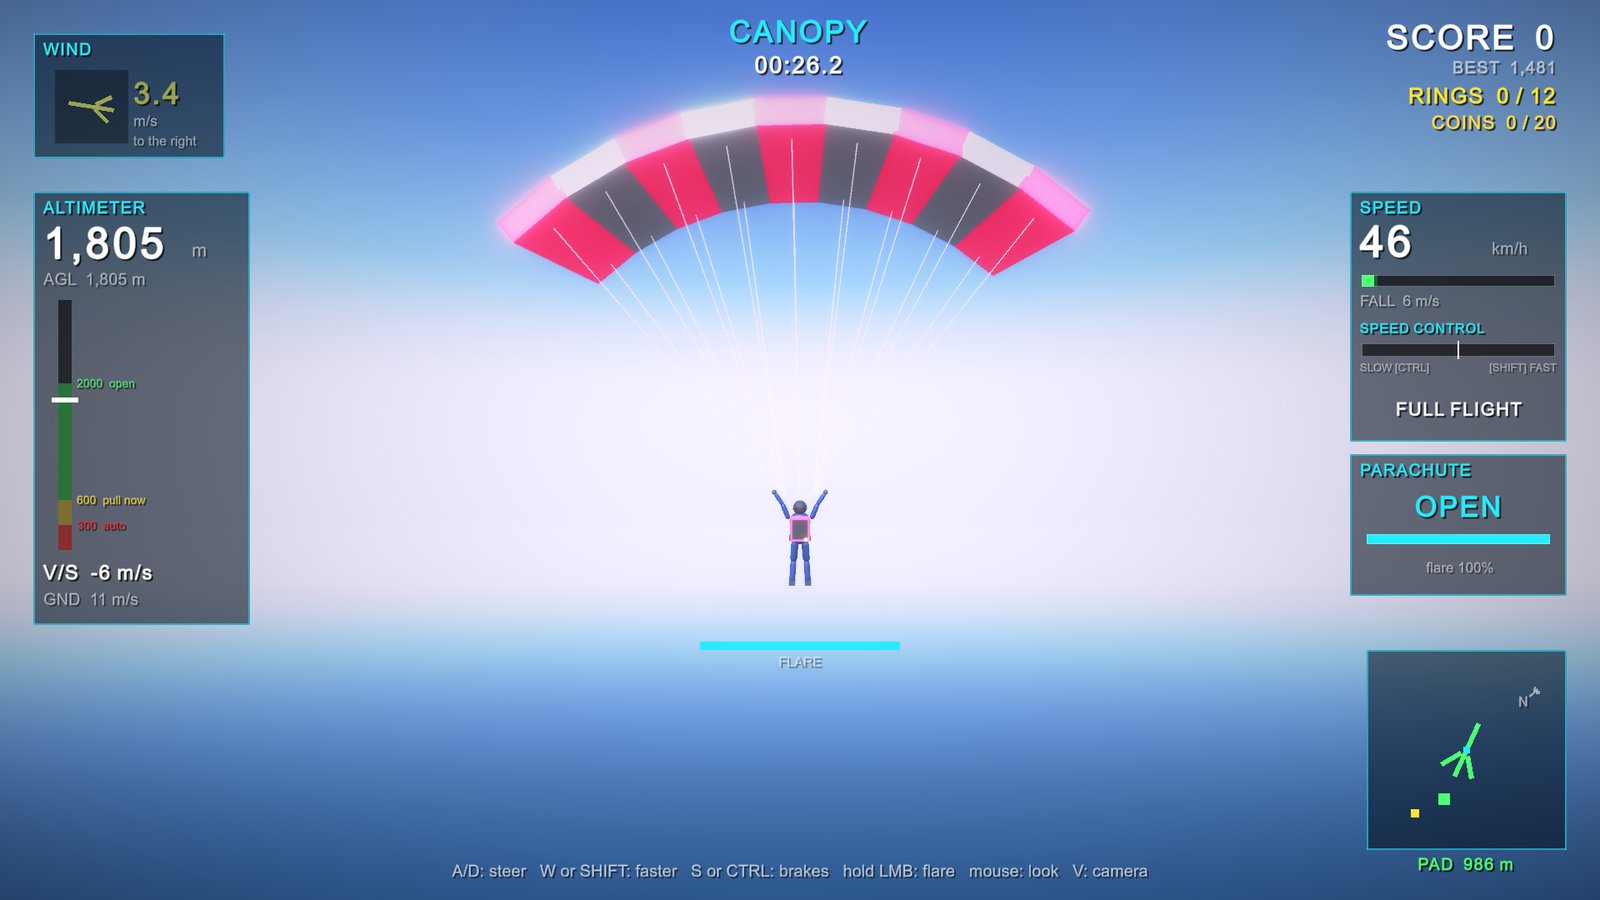 WIND
3.4
m/s
to the right
ALTIMETER
1,805 m
AGL 1,805 m
2000 open
600 pull now
300 auto
V/S -6 m/s
GND 11 m/s
CANOPY
00:26.2
FLARE
A/D: steer W or SHIFT: faster S or CTRL: brakes hold LMB: flare mouse: look V: camera
SCORE 0
BEST 1,481
RINGS 0 / 12
COINS 0 / 20
SPEED
46 km/h
FALL 6 m/s
SPEED CONTROL
SLOW [CTRL] [SHIFT] FAST
FULL FLIGHT
PARACHUTE
OPEN
flare 100%
N
PAD 986 m